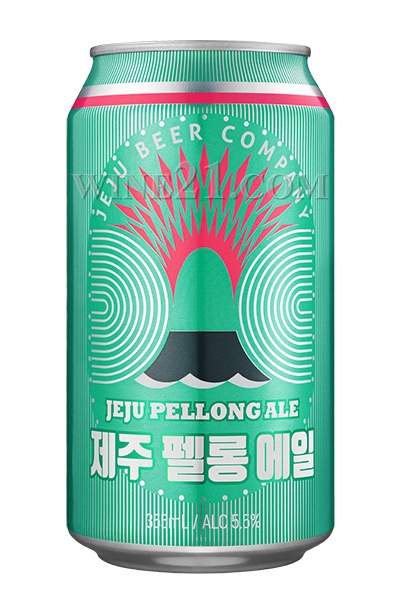 JEJU BEER COMPANY
WINE21.COM
JEJU PELLONG ALE
제주 펠롱 에일
355mL / ALC 5.5%